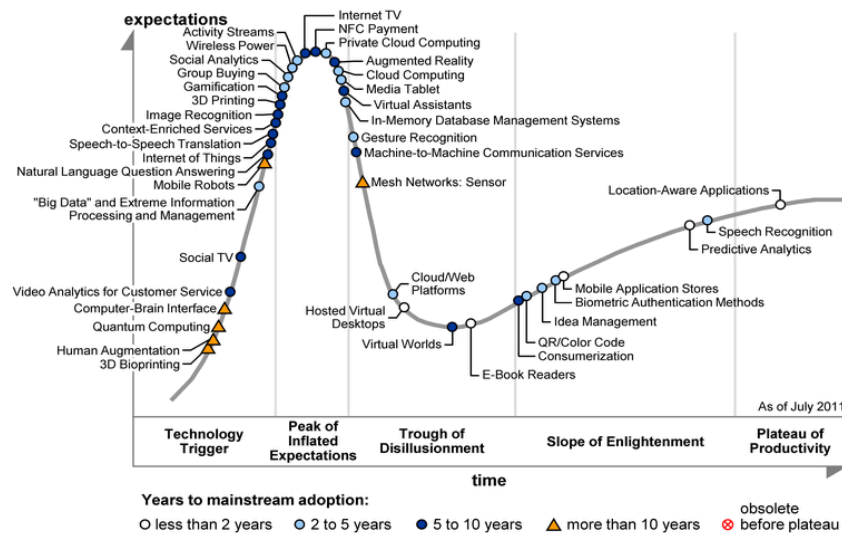 expectations
Activity Streams
Wireless Power
Social Analytics
Group Buying
Gamification
3D Printing
Image Recognition
Context-Enriched Services
Speech-to-Speech Translation
Internet of Things
Natural Language Question Answering
Mobile Robots
"Big Data" and Extreme Information
Processing and Management
Social TV
Video Analytics for Customer Service
Computer-Brain Interface
Quantum Computing
Human Augmentation
3D Bioprinting
Internet TV
NFC Payment
Private Cloud Computing
Augmented Reality
Cloud Computing
Media Tablet
Virtual Assistants
In-Memory Database Management Systems
Gesture Recognition
Machine-to-Machine Communication Services
Mesh Networks: Sensor
Cloud/Web
Platforms
Hosted Virtual
Desktops
Virtual Worlds
E-Book Readers
Consumerization
QR/Color Code
Idea Management
Biometric Authentication Methods
Mobile Application Stores
Predictive Analytics
Speech Recognition
Location-Aware Applications
As of July 2011
Technology
Trigger
Peak of
Inflated
Expectations
Trough of
Disillusionment
Slope of Enlightenment
Plateau of
Productivity
time
Years to mainstream adoption:
less than 2 years
2 to 5 years
5 to 10 years
more than 10 years
obsolete
before plateau